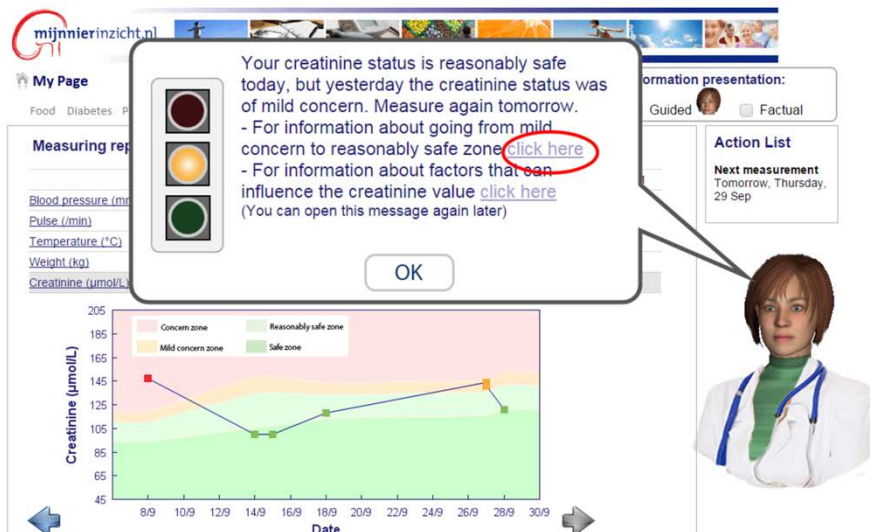 mijnnierinzicht.nl
My Page
Food Diabetes
Your creatinine status is reasonably safe
today, but yesterday the creatinine status was
of mild concern. Measure again tomorrow.
- For information about going from mild
concern to reasonably safe zone click here
- For information about factors that can
influence the creatinine value click here
(You can open this message again later)
OK
presentation:
Guided Factual
Measuring
Blood pressure
Pulse (/min)
Temperature (°C)
Weight (kg)
Creatinine (µmol/L)
Action List
Next measurement
Tomorrow, Thursday,
29 Sep
Concern zone
Reasonably safe zone
Mild concern zone
Safe zone
Creatinine (µmol/L)
205
185
165
145
125
105
85
65
45
8/9 10/9 12/9 14/9 16/9 18/9 20/9 22/9 24/9 26/9 28/9 30/9
Date